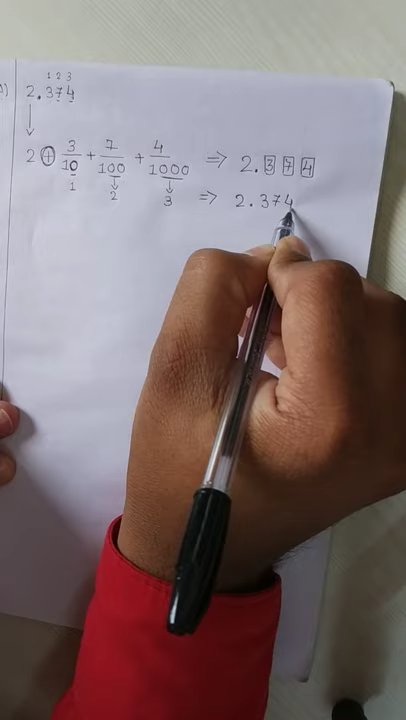 A)
1 2 3
2.374
↓
2 + 3/10 + 7/100 + 4/1000 ⇒ 2.374
1 2 3 ⇒ 2.374